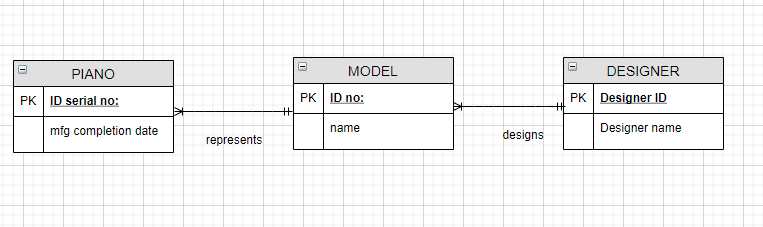 PIANO
PK ID serial no:
mfg completion date
represents
MODEL
PK ID no:
name
designs
DESIGNER
PK Designer ID
Designer name